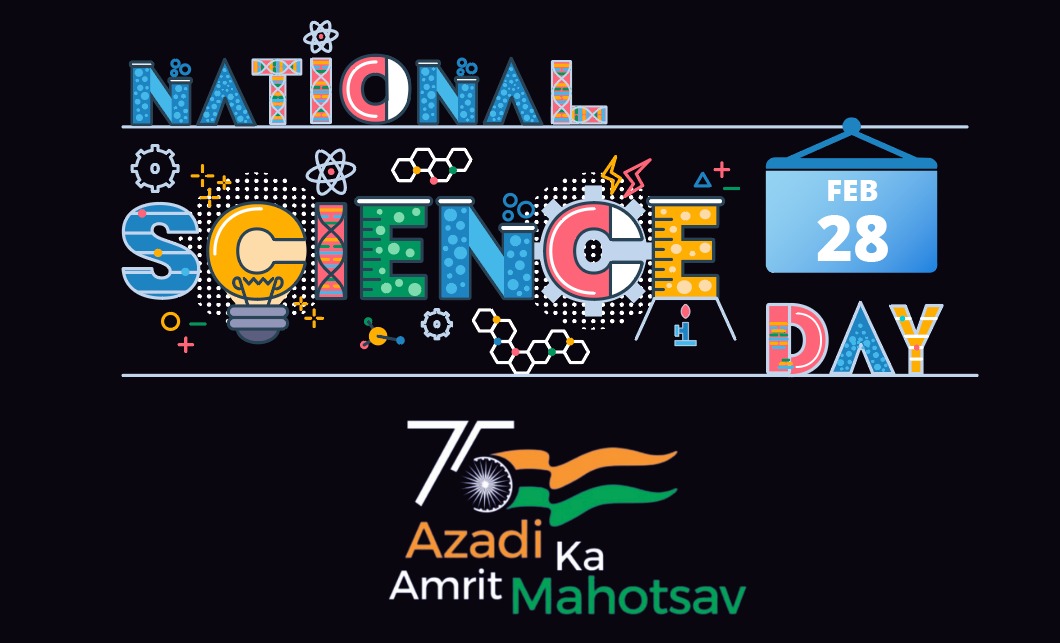 NATIONAL
SCIENCE
FEB
28
DAY
75
Azadi Ka
Amrit Mahotsav